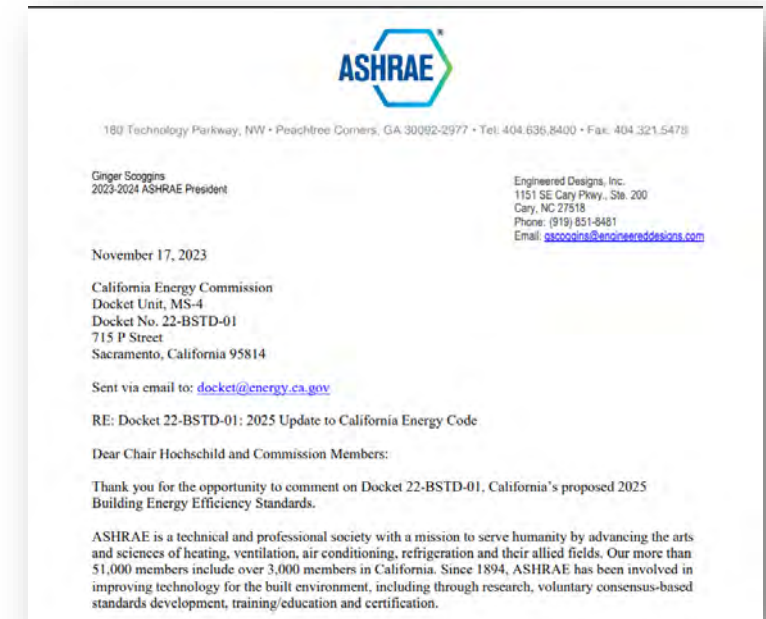 ASHRAE
180 Technology Parkway, NW • Peachtree Corners, GA 30092-2977 • Tel: 404.636.8400 • Fax: 404.321.5478
Ginger Scoggins
2023-2024 ASHRAE President
Engineered Designs, Inc.
1151 SE Cary Pkwy., Ste. 200
Cary, NC 27518
Phone: (919) 851-8481
Email: gscoggins@engineereddesigns.com
November 17, 2023
California Energy Commission
Docket Unit, MS-4
Docket No. 22-BSTD-01
715 P Street
Sacramento, California 95814
Sent via email to: docket@energy.ca.gov
RE: Docket 22-BSTD-01: 2025 Update to California Energy Code
Dear Chair Hochschild and Commission Members:
Thank you for the opportunity to comment on Docket 22-BSTD-01, California's proposed 2025
Building Energy Efficiency Standards.
ASHRAE is a technical and professional society with a mission to serve humanity by advancing the arts
and sciences of heating, ventilation, air conditioning, refrigeration and their allied fields. Our more than
51,000 members include over 3,000 members in California. Since 1894, ASHRAE has been involved in
improving technology for the built environment, including through research, voluntary consensus-based
standards development, training/education and certification.